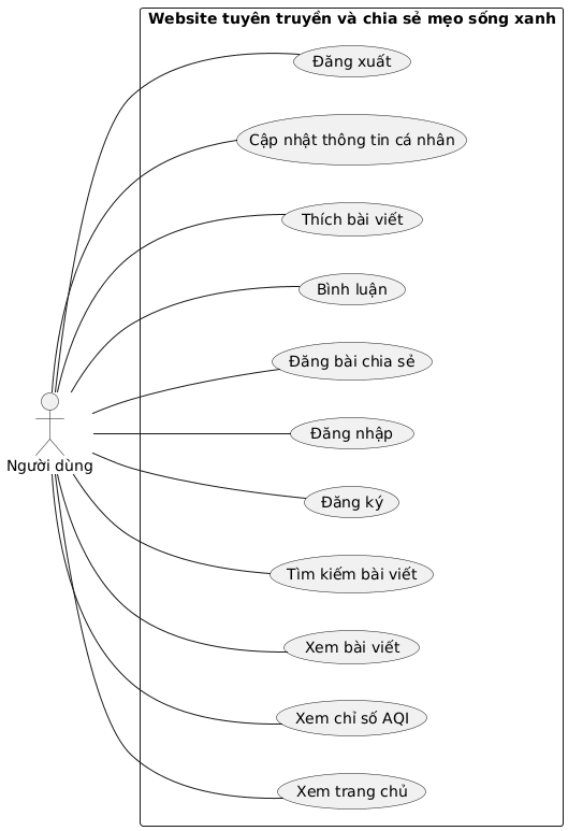 Website tuyên truyền và chia sẻ mẹo sống xanh
Đăng xuất
Cập nhật thông tin cá nhân
Thích bài viết
Bình luận
Đăng bài chia sẻ
Đăng nhập
Người dùng
Đăng ký
Tìm kiếm bài viết
Xem bài viết
Xem chỉ số AQI
Xem trang chủ